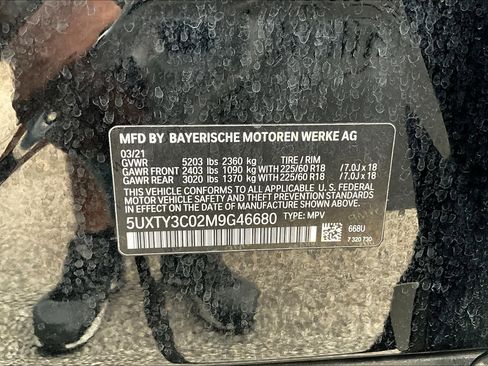 MFD BY BAYERISCHE MOTOREN WERKE AG
03/21
GVWR 5203 lbs 2360 kg TIRE / RIM
GAWR FRONT 2403 lbs 1090 kg WITH 225/60 R18 /7.0J x 18
GAWR REAR 3020 lbs 1370 kg WITH 225/60 R18 /7.0J x 18
THIS VEHICLE CONFORMS TO ALL APPLICABLE U. S. FEDERAL
MOTOR VEHICLE SAFETY AND THEFT PREVENTION STANDARDS
IN EFFECT ON THE DATE OF MANUFACTURE SHOWN ABOVE.
5UXTY3C02M9G46680 TYPE: MPV
668U
7 320 730